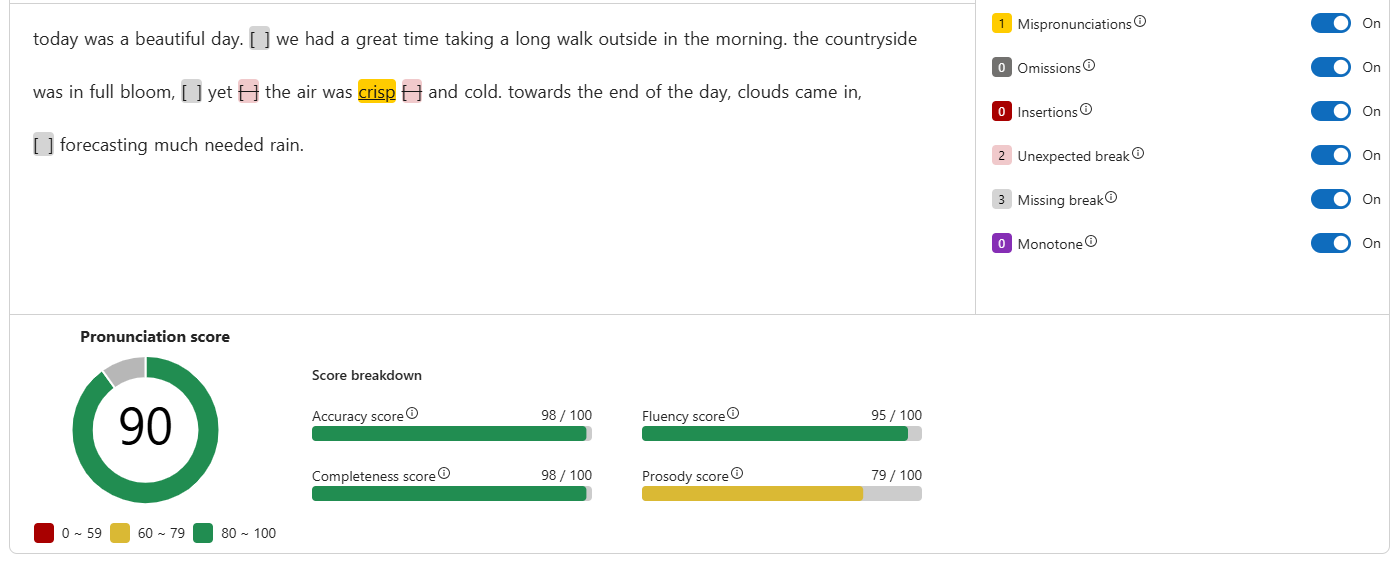 today was a beautiful day. [ ] we had a great time taking a long walk outside in the morning. the countryside
was in full bloom, [ ] yet [ ] the air was crisp [ ] and cold. towards the end of the day, clouds came in,
[ ] forecasting much needed rain.
1 Mispronunciations On
0 Omissions On
0 Insertions On
2 Unexpected break On
3 Missing break On
0 Monotone On
Pronunciation score
90
0 ~ 59 60 ~ 79 80 ~ 100
Score breakdown
Accuracy score 98 / 100
Fluency score 95 / 100
Completeness score 98 / 100
Prosody score 79 / 100